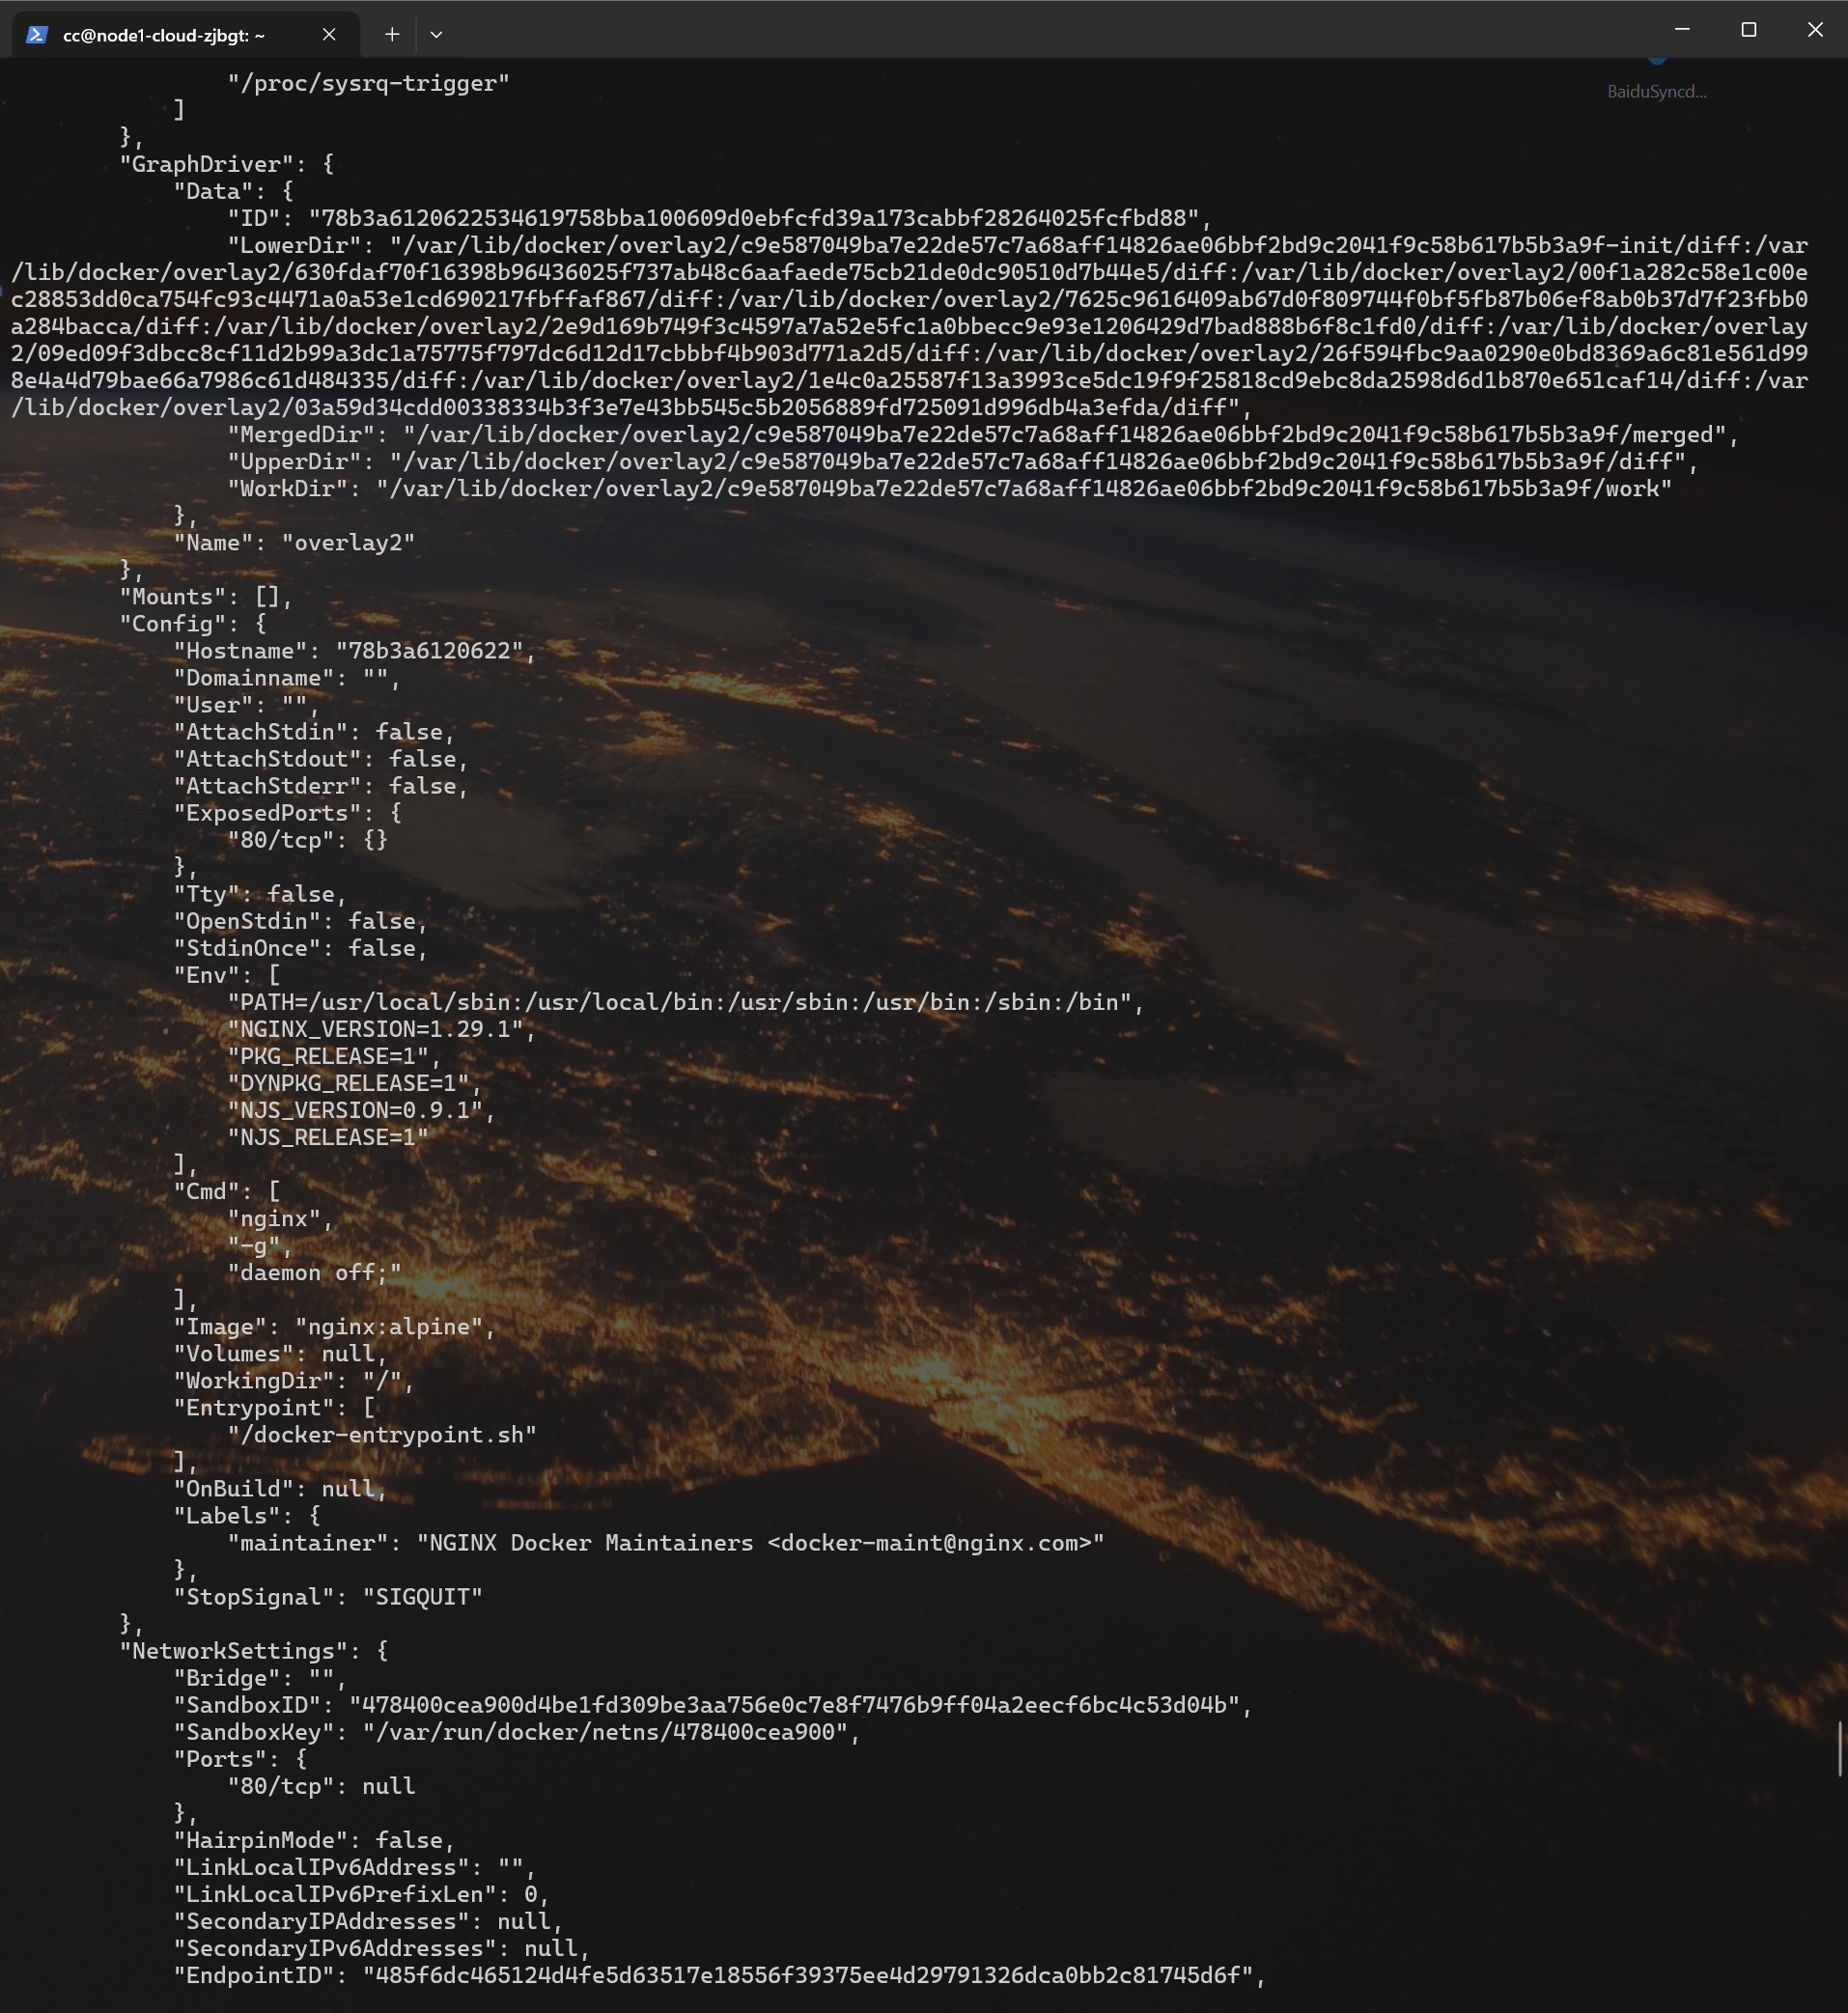 cc@node1-cloud-zjbgt: ~
BaiduSyncd...
"/proc/sysrq-trigger"
]
},
"GraphDriver": {
"Data": {
"ID": "78b3a6120622534619758bba100609d0ebfcfd39a173cabbf28264025fcfbd88",
"LowerDir": "/var/lib/docker/overlay2/c9e587049ba7e22de57c7a68aff14826ae06bbf2bd9c2041f9c58b617b5b3a9f-init/diff:/var
/lib/docker/overlay2/630fdaf70f16398b96436025f737ab48c6aafaede75cb21de0dc90510d7b44e5/diff:/var/lib/docker/overlay2/00f1a282c58e1c00e
c28853dd0ca754fc93c4471a0a53e1cd690217fbffaf867/diff:/var/lib/docker/overlay2/7625c9616409ab67d0f809744f0bf5fb87b06ef8ab0b37d7f23fbb0
a284bacca/diff:/var/lib/docker/overlay2/2e9d169b749f3c4597a7a52e5fc1a0bbecc9e93e1206429d7bad888b6f8c1fd0/diff:/var/lib/docker/overlay
2/09ed09f3dbcc8cf11d2b99a3dc1a75775f797dc6d12d17cbbbf4b903d771a2d5/diff:/var/lib/docker/overlay2/26f594fbc9aa0290e0bd8369a6c81e561d99
8e4a4d79bae66a7986c61d484335/diff:/var/lib/docker/overlay2/1e4c0a25587f13a3993ce5dc19f9f25818cd9ebc8da2598d6d1b870e651caf14/diff:/var
/lib/docker/overlay2/03a59d34cdd00338334b3f3e7e43bb545c5b2056889fd725091d996db4a3efda/diff",
"MergedDir": "/var/lib/docker/overlay2/c9e587049ba7e22de57c7a68aff14826ae06bbf2bd9c2041f9c58b617b5b3a9f/merged",
"UpperDir": "/var/lib/docker/overlay2/c9e587049ba7e22de57c7a68aff14826ae06bbf2bd9c2041f9c58b617b5b3a9f/diff",
"WorkDir": "/var/lib/docker/overlay2/c9e587049ba7e22de57c7a68aff14826ae06bbf2bd9c2041f9c58b617b5b3a9f/work"
},
"Name": "overlay2"
},
"Mounts": [],
"Config": {
"Hostname": "78b3a6120622",
"Domainname": "",
"User": "",
"AttachStdin": false,
"AttachStdout": false,
"AttachStderr": false,
"ExposedPorts": {
"80/tcp": {}
},
"Tty": false,
"OpenStdin": false,
"StdinOnce": false,
"Env": [
"PATH=/usr/local/sbin:/usr/local/bin:/usr/sbin:/usr/bin:/sbin:/bin",
"NGINX_VERSION=1.29.1",
"PKG_RELEASE=1",
"DYNPKG_RELEASE=1",
"NJS_VERSION=0.9.1",
"NJS_RELEASE=1"
],
"Cmd": [
"nginx",
"-g",
"daemon off;"
],
"Image": "nginx:alpine",
"Volumes": null,
"WorkingDir": "/",
"Entrypoint": [
"/docker-entrypoint.sh"
],
"OnBuild": null,
"Labels": {
"maintainer": "NGINX Docker Maintainers <docker-maint@nginx.com>"
},
"StopSignal": "SIGQUIT"
},
"NetworkSettings": {
"Bridge": "",
"SandboxID": "478400cea900d4be1fd309be3aa756e0c7e8f7476b9ff04a2eecf6bc4c53d04b",
"SandboxKey": "/var/run/docker/netns/478400cea900",
"Ports": {
"80/tcp": null
},
"HairpinMode": false,
"LinkLocalIPv6Address": "",
"LinkLocalIPv6PrefixLen": 0,
"SecondaryIPAddresses": null,
"SecondaryIPv6Addresses": null,
"EndpointID": "485f6dc465124d4fe5d63517e18556f39375ee4d29791326dca0bb2c81745d6f",